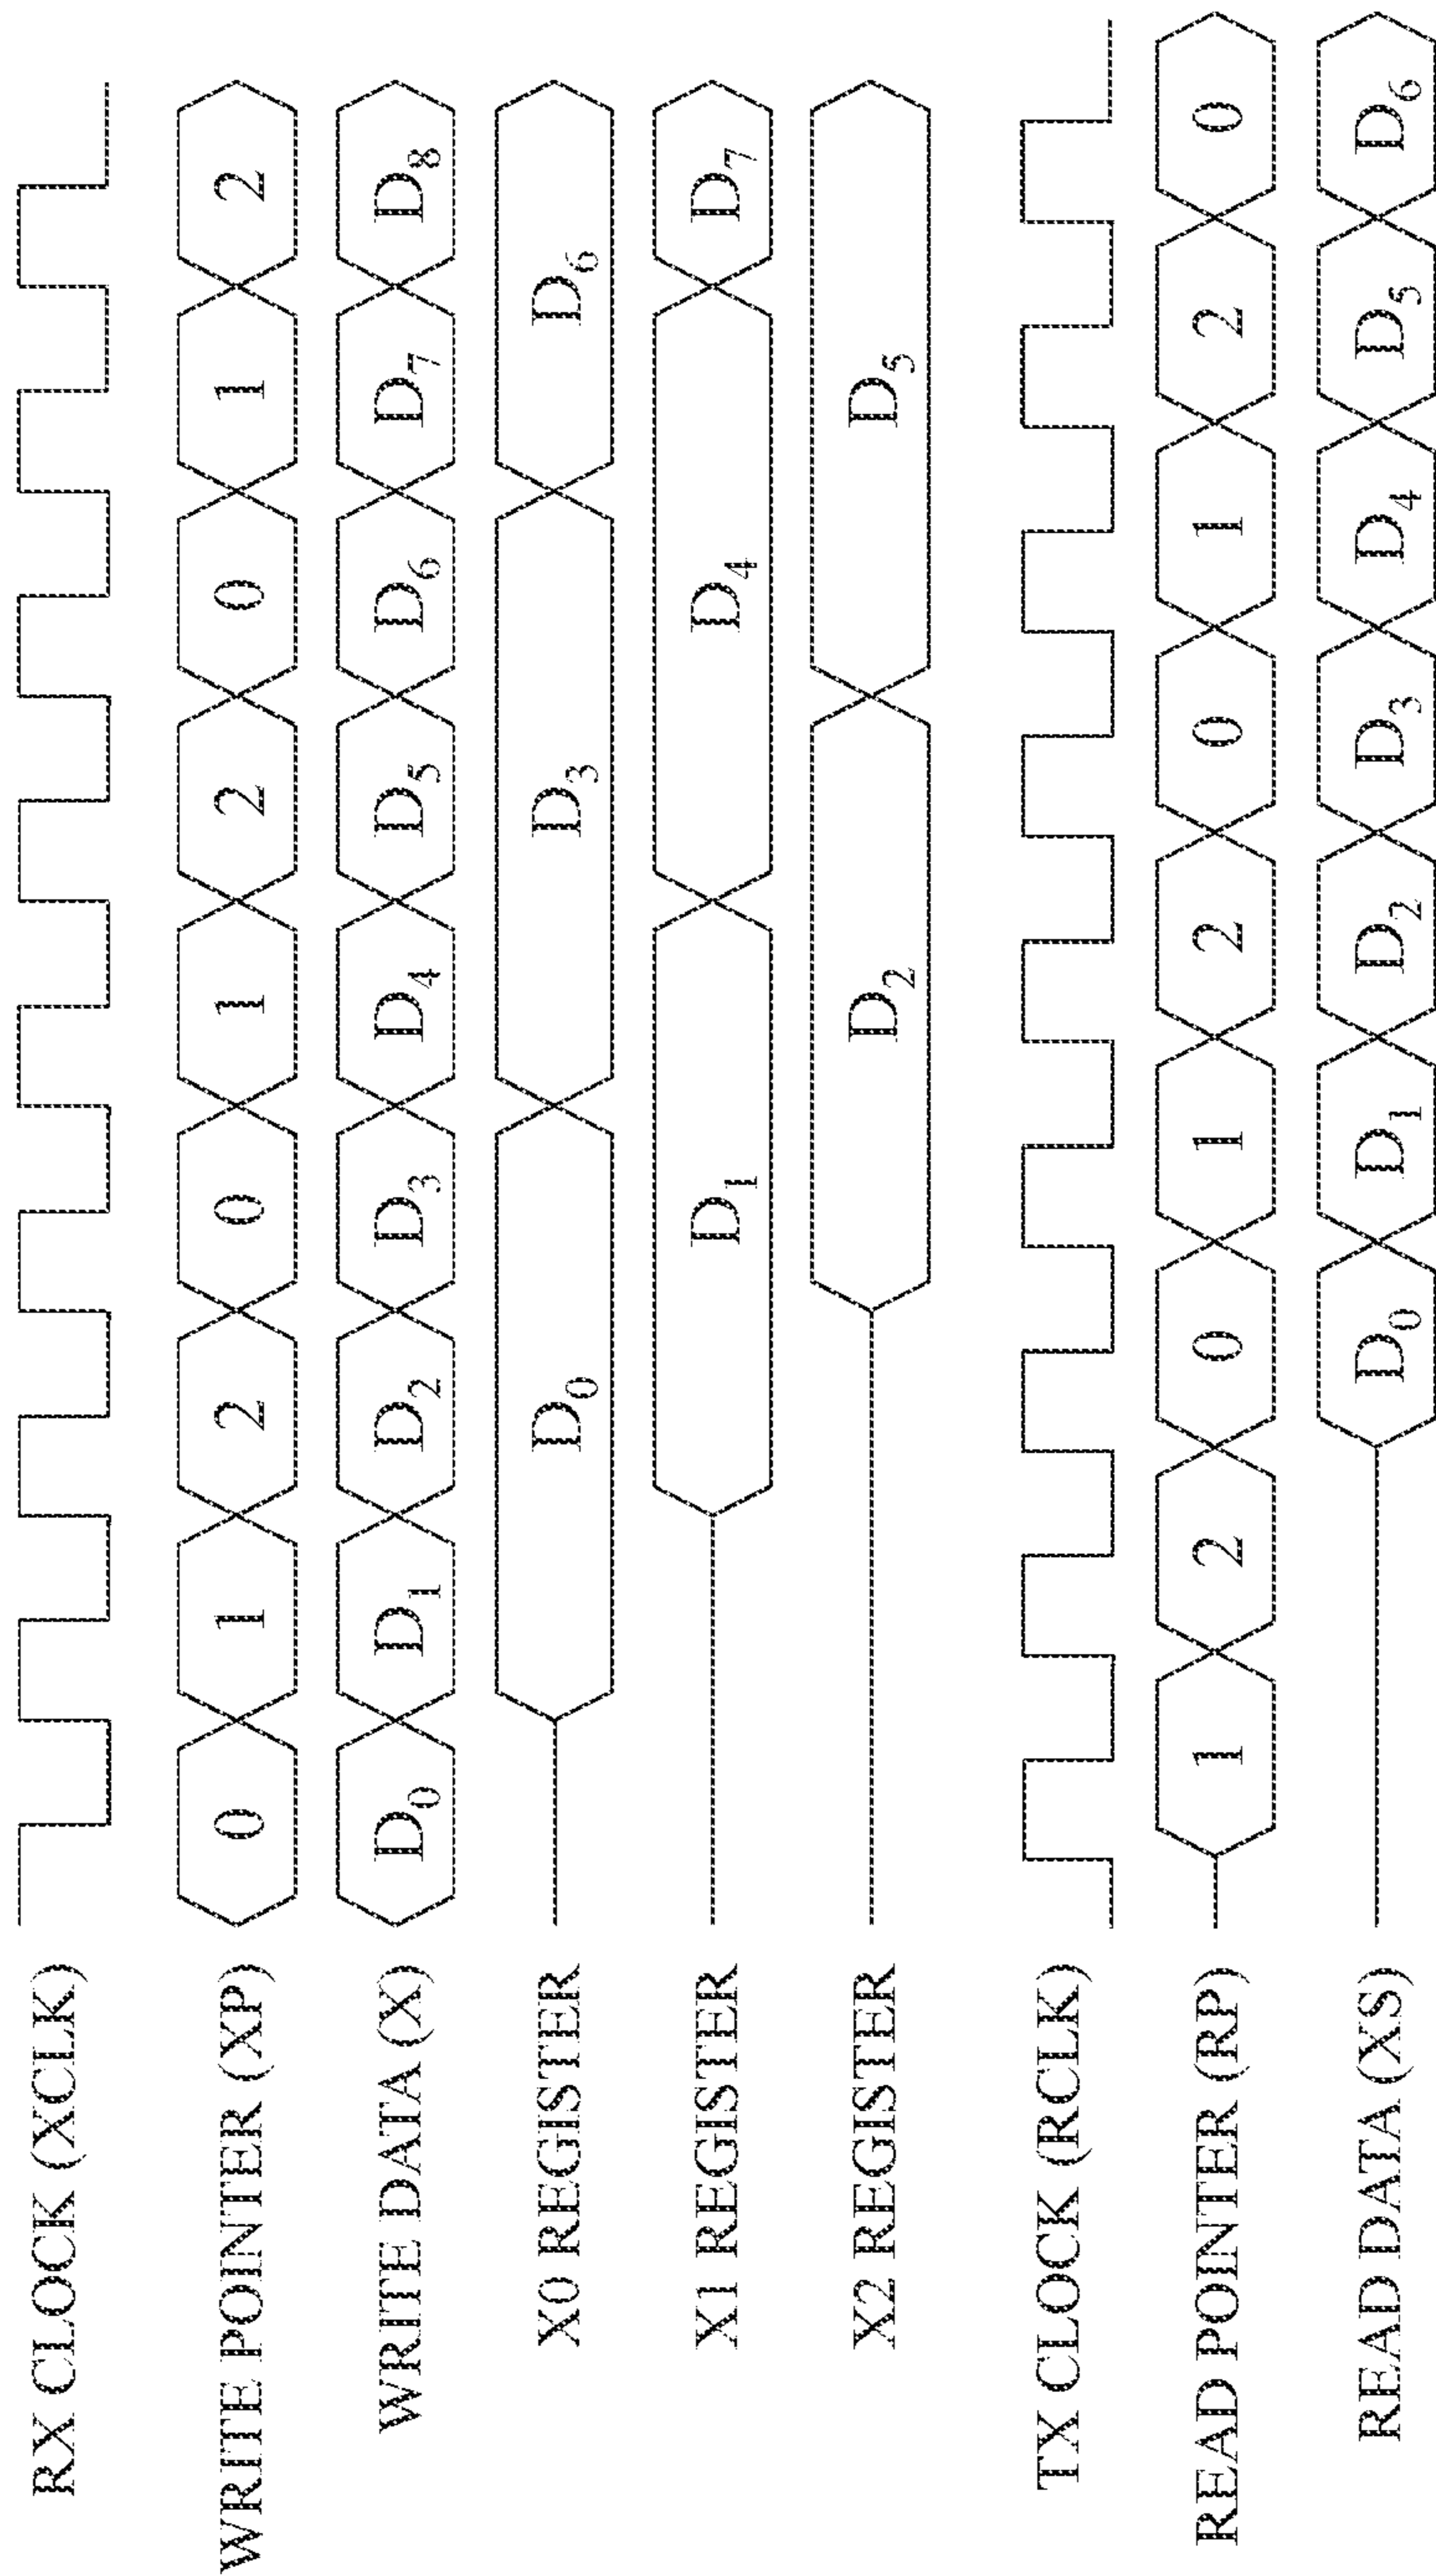 RX CLOCK (XCLK)
WRITE POINTER (XP) 0 1 2 0 1 2 0 1 2
WRITE DATA (X) D0 D1 D2 D3 D4 D5 D6 D7 D8
X0 REGISTER D0 D3 D6
X1 REGISTER D1 D4 D7
X2 REGISTER D2 D5
TX CLOCK (RCLK)
READ POINTER (RP) 1 2 0 1 2 0 1 2 0
READ DATA (XS) D0 D1 D2 D3 D4 D5 D6